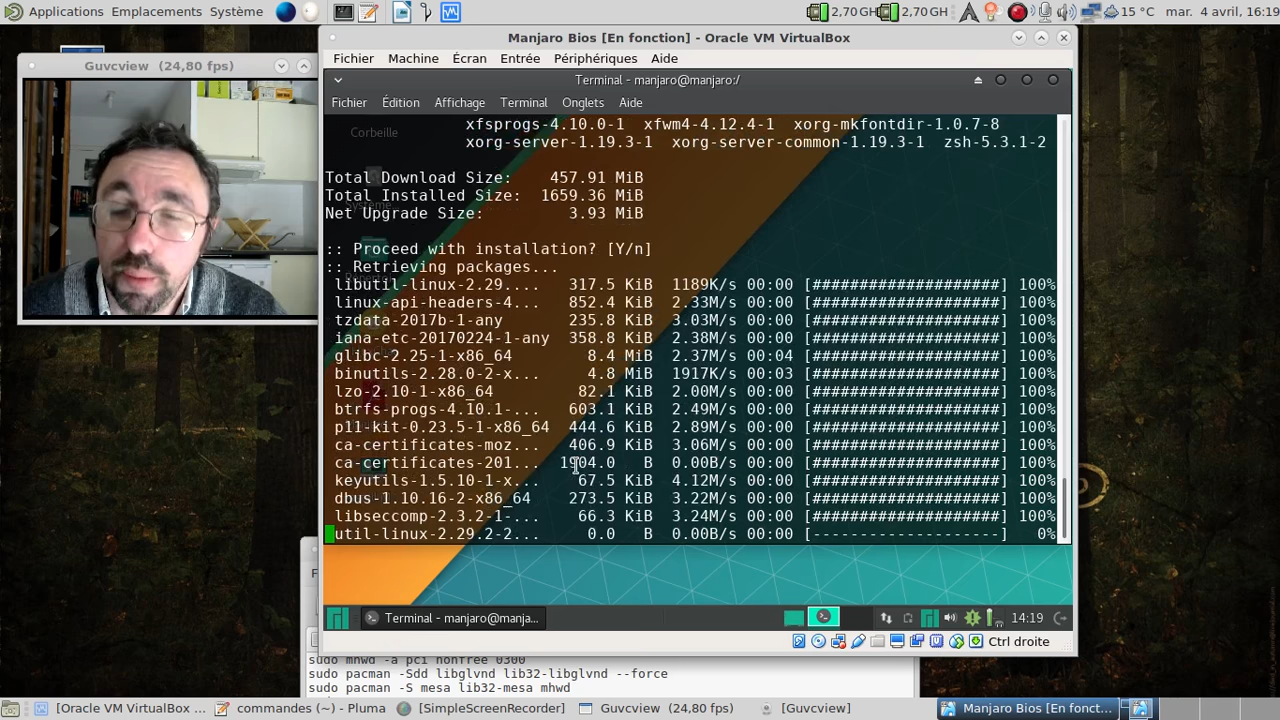 Applications Emplacements Système
2,70 GH 2,70 GH 15 °C mar. 4 avril, 16:19
Guvcview (24,80 fps)
Manjaro Bios [En fonction] - Oracle VM VirtualBox
Fichier Machine Écran Entrée Périphériques Aide
Terminal - manjaro@manjaro:/
Fichier Édition Affichage Terminal Onglets Aide
Corbeille
xfsprogs-4.10.0-1 xfwm4-4.12.4-1 xorg-mkfontdir-1.0.7-8
xorg-server-1.19.3-1 xorg-server-common-1.19.3-1 zsh-5.3.1-2
Total Download Size: 457.91 MiB
Total Installed Size: 1659.36 MiB
Net Upgrade Size: 3.93 MiB
:: Proceed with installation? [Y/n]
:: Retrieving packages...
libutil-linux-2.29.... 317.5 KiB 1189K/s 00:00 [####################] 100%
linux-api-headers-4... 852.4 KiB 2.33M/s 00:00 [####################] 100%
tzdata-2017b-1-any 235.8 KiB 3.03M/s 00:00 [####################] 100%
iana-etc-20170224-1-any 358.8 KiB 2.38M/s 00:00 [####################] 100%
glibc-2.25-1-x86_64 8.4 MiB 2.37M/s 00:04 [####################] 100%
binutils-2.28.0-2-x... 4.8 MiB 1917K/s 00:03 [####################] 100%
lzo-2.10-1-x86_64 82.1 KiB 2.00M/s 00:00 [####################] 100%
btrfs-progs-4.10.1-... 603.1 KiB 2.49M/s 00:00 [####################] 100%
p11-kit-0.23.5-1-x86_64 444.6 KiB 2.89M/s 00:00 [####################] 100%
ca-certificates-moz... 406.9 KiB 3.06M/s 00:00 [####################] 100%
ca-certificates-201... 1904.0 B 0.00B/s 00:00 [####################] 100%
keyutils-1.5.10-1-x... 67.5 KiB 4.12M/s 00:00 [####################] 100%
dbus-1.10.16-2-x86_64 273.5 KiB 3.22M/s 00:00 [####################] 100%
libseccomp-2.3.2-1-... 66.3 KiB 3.24M/s 00:00 [####################] 100%
util-linux-2.29.2-2... 0.0 B 0.00B/s 00:00 [--------------------] 0%
Terminal - manjaro@manja...
14:19
Ctrl droite
sudo mhwd -a pci nonfree 0300
sudo pacman -Sdd libglvnd lib32-libglvnd --force
sudo pacman -S mesa lib32-mesa mhwd
[Oracle VM VirtualBox ... commandes (~) - Pluma [SimpleScreenRecorder] Guvcview (24,80 fps) [Guvcview] Manjaro Bios [En fonct...